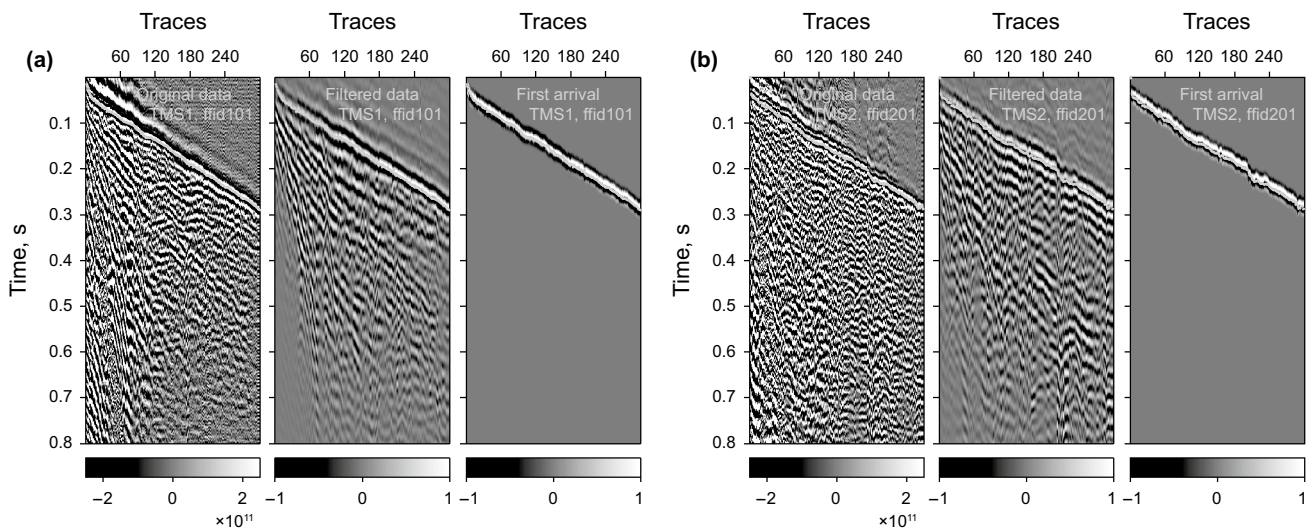 Traces Traces Traces Traces Traces Traces
(a) 60 120 180 240 60 120 180 240 60 120 180 240 (b) 60 120 180 240 60 120 180 240 60 120 180 240
Original data Filtered data First arrival Original data Filtered data First arrival
TMS1, ffid101 TMS1, ffid101 TMS1, ffid101 TMS2, ffid201 TMS2, ffid201 TMS2, ffid201
0.1 0.1
0.2 0.2
0.3 0.3
Time, s Time, s
0.4 0.4
0.5 0.5
0.6 0.6
0.7 0.7
0.8 0.8
−2 0 2 −1 0 1 −1 0 1 −2 0 2 −1 0 1 −1 0 1
×10¹¹ ×10¹¹